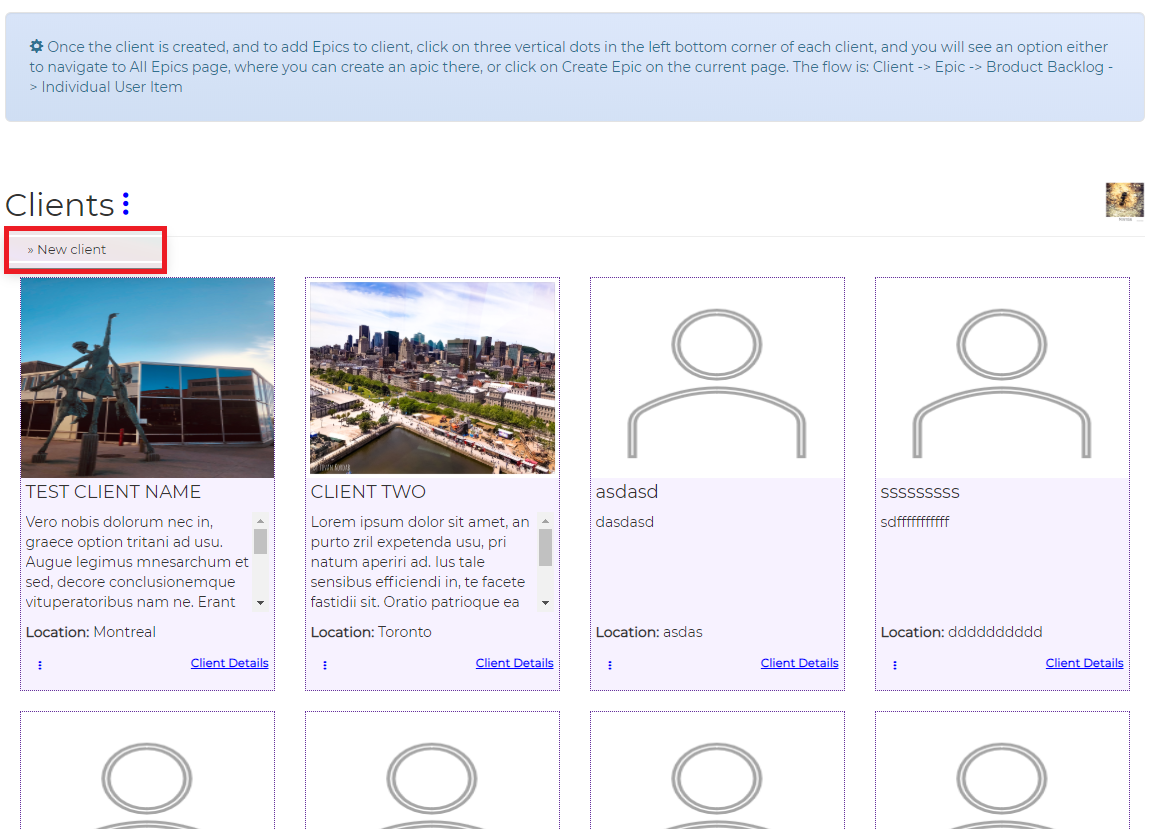 Once the client is created, and to add Epics to client, click on three vertical dots in the left bottom corner of each client, and you will see an option either
to navigate to All Epics page, where you can create an apic there, or click on Create Epic on the current page. The flow is: Client -> Epic -> Broduct Backlog -
> Individual User Item
Clients
» New client
TEST CLIENT NAME
Vero nobis dolorum nec in,
graece option tritani ad usu.
Augue legimus mnesarchum et
sed, decore conclusionemque
vituperatoribus nam ne. Erant
Location: Montreal
Client Details
CLIENT TWO
Lorem ipsum dolor sit amet, an
purto zril expetenda usu, pri
natum aperiri ad. Ius tale
sensibus efficiendi in, te facete
fastidii sit. Oratio patrioque ea
Location: Toronto
Client Details
asdasd
dasdasd
Location: asdas
Client Details
sssssssss
sdfffffffffff
Location: dddddddddd
Client Details